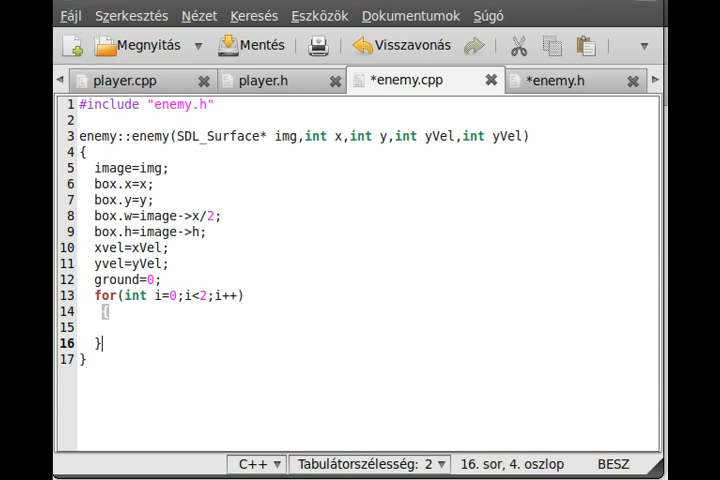 Fájl Szerkesztés Nézet Keresés Eszközök Dokumentumok Súgó
Megnyitás Mentés Visszavonás
player.cpp player.h *enemy.cpp *enemy.h
1 #include "enemy.h"
2
3 enemy::enemy(SDL_Surface* img,int x,int y,int yVel,int yVel)
4 {
5 image=img;
6 box.x=x;
7 box.y=y;
8 box.w=image->x/2;
9 box.h=image->h;
10 xvel=xVel;
11 yvel=yVel;
12 ground=0;
13 for(int i=0;i<2;i++)
14 {
15
16 }
17 }
C++ Tabulátorszélesség: 2 16. sor, 4. oszlop BESZ